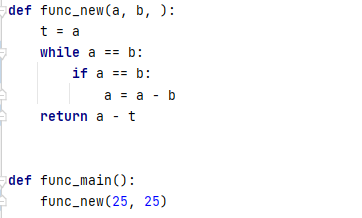 def func_new(a, b, ):
    t = a
    while a == b:
        if a == b:
            a = a - b
    return a - t
def func_main():
    func_new(25, 25)